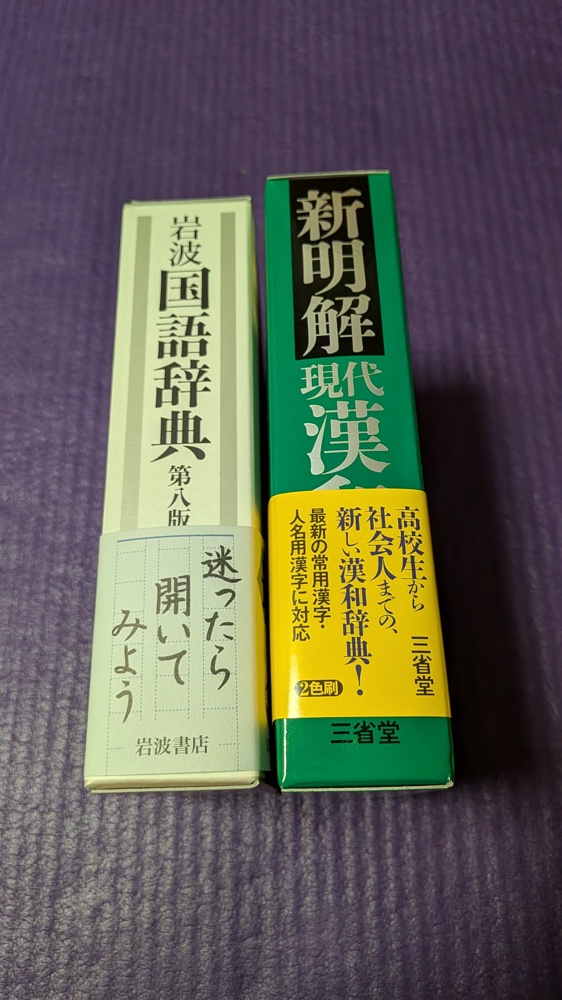 岩波
国語辞典
第八版
迷ったら
開いて
みよう
岩波書店
新明解
現代
漢
高校生から
社会人までの、
新しい漢和辞典！
最新の常用漢字・
人名用漢字に対応
三省堂
2色刷
三省堂